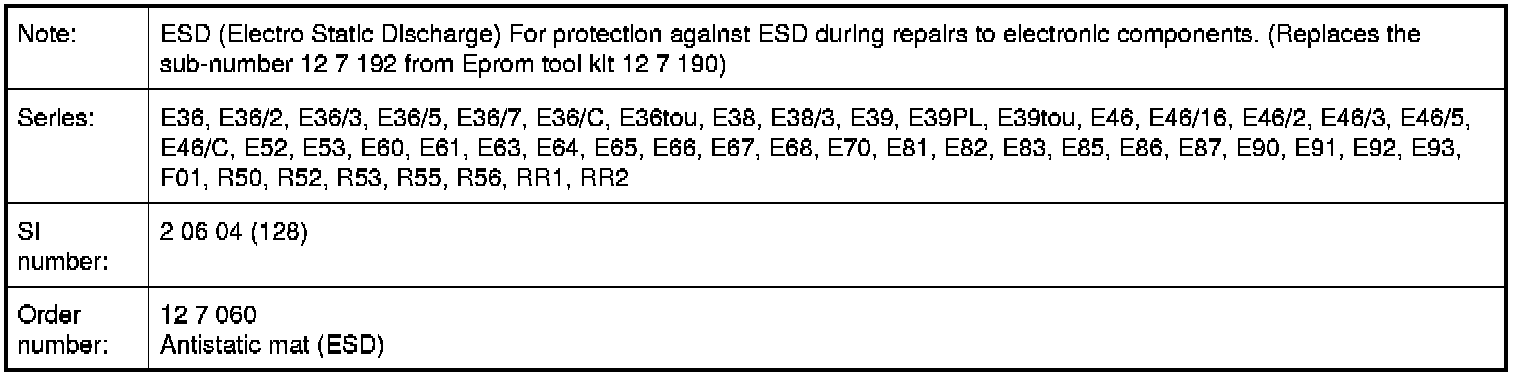 Note: ESD (Electro Static Discharge) For protection against ESD during repairs to electronic components. (Replaces the
sub-number 12 7 192 from Eprom tool kit 12 7 190)
Series: E36, E36/2, E36/3, E36/5, E36/7, E36/C, E36tou, E38, E38/3, E39, E39PL, E39tou, E46, E46/16, E46/2, E46/3, E46/5,
E46/C, E52, E53, E60, E61, E63, E64, E65, E66, E67, E68, E70, E81, E82, E83, E85, E86, E87, E90, E91, E92, E93,
F01, R50, R52, R53, R55, R56, RR1, RR2
SI 2 06 04 (128)
number:
Order 12 7 060
number: Antistatic mat (ESD)